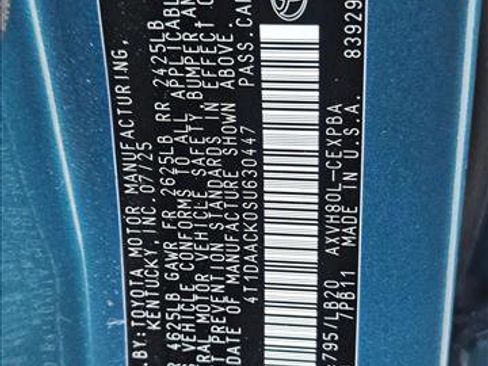 BY: TOYOTA MOTOR MANUFACTURING,
KENTUCKY, INC. 07/25
4625LB GAWR FR 2625LB RR 2425LB
VEHICLE CONFORMS TO ALL APPLICABLE
MOTOR VEHICLE SAFETY, BUMPER AN
PREVENTION STANDARDS IN EFFECT O
DATE OF MANUFACTURE SHOWN ABOVE.
4T1DAACK0SU630447 PASS.CAR
795/LB20 AXVH80L-CEXPBA
7PB11 MADE IN U.S.A. 83929